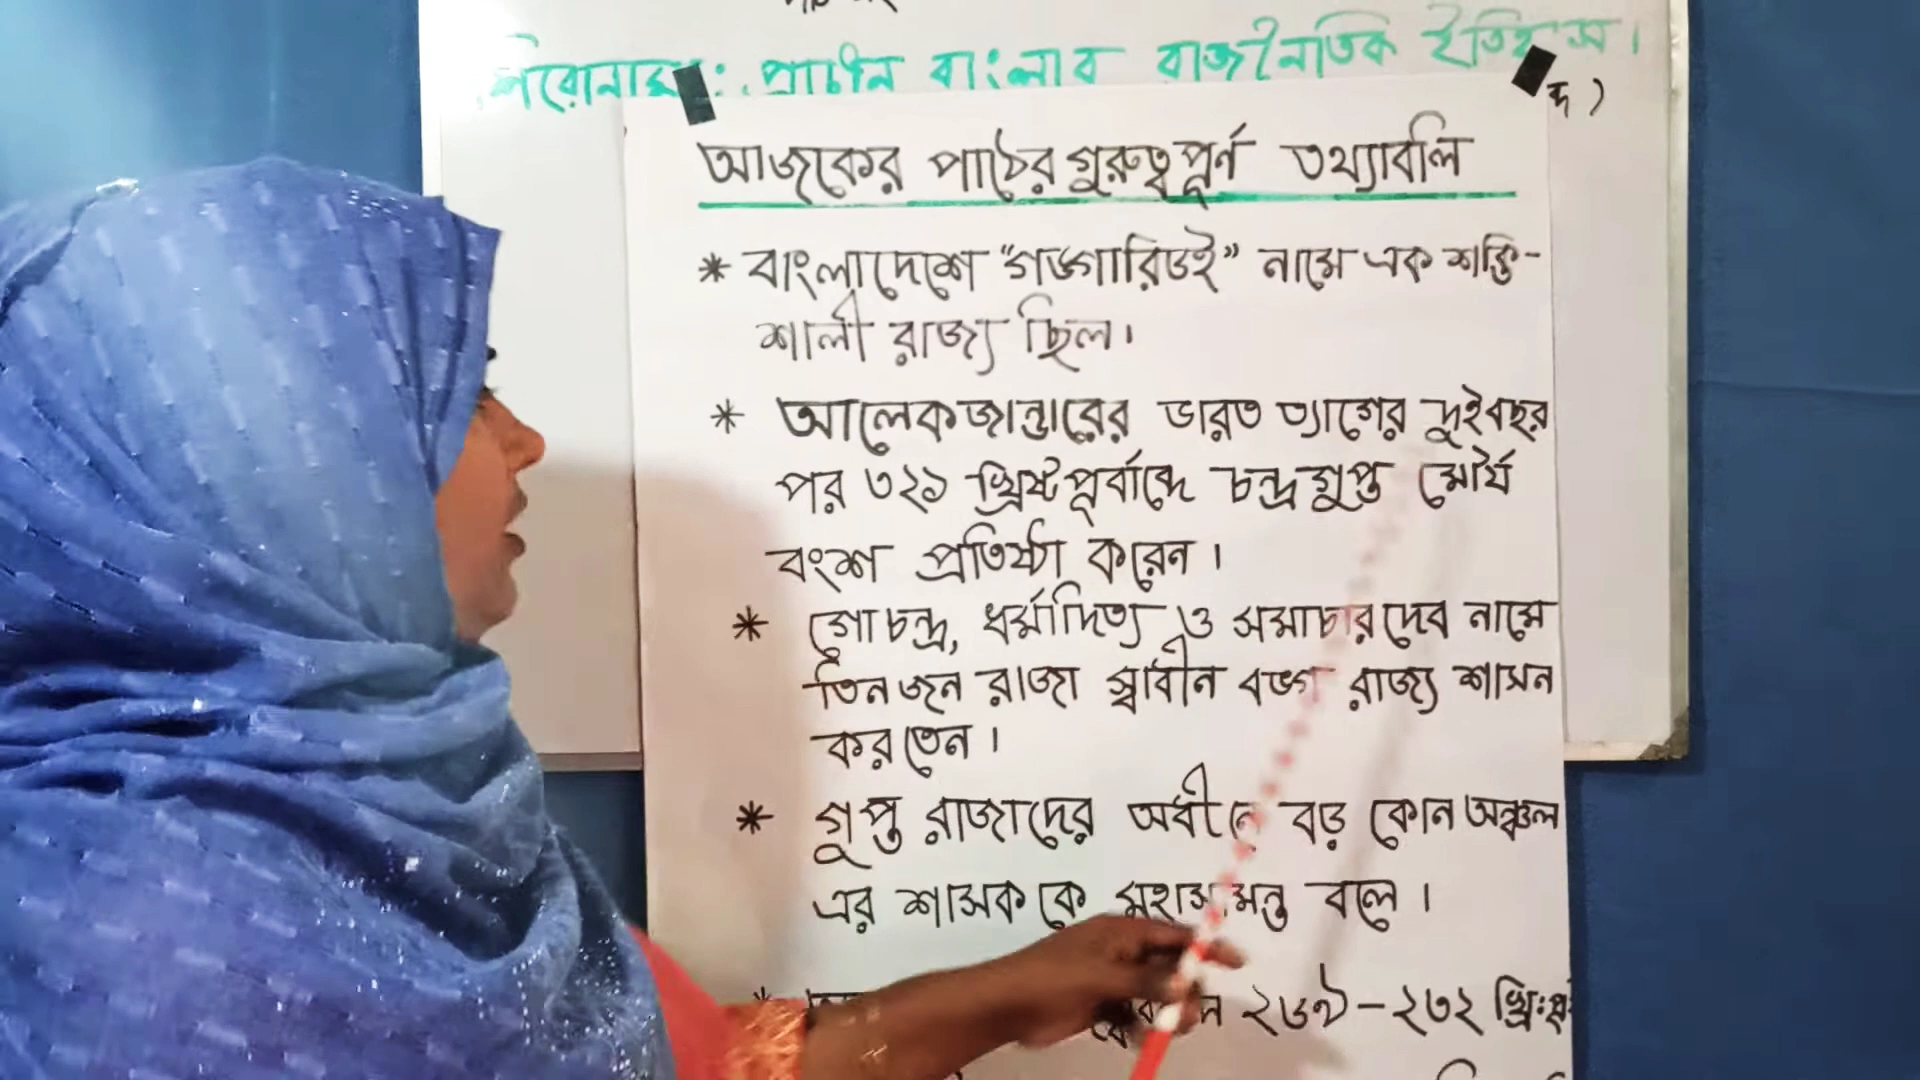 শিরোনাম: প্রাচীন বাংলার রাজনৈতিক ইতিহাস।
আজকের পাঠের গুরুত্বপূর্ন তথ্যাবলি
* বাংলাদেশে “গঙ্গারিডই” নামে এক শক্তি-
শালী রাজ্য ছিল।
* আলেকজান্ডারের ভারত ত্যাগের দুইবছর
পর ৩২১ খ্রিষ্টপূর্বাব্দে চন্দ্রগুপ্ত মৌর্য
বংশ প্রতিষ্ঠা করেন।
* গোচন্দ্র, ধর্মাদিত্য ও সমাচারদেব নামে
তিনজন রাজা স্বাধীন বঙ্গ রাজ্য শাসন
করতেন।
* গুপ্ত রাজাদের অধীনে বড় কোন অঞ্চল
এর শাসককে মহাসামন্ত বলে।
২৬৯-২৩২ খ্রিঃপূঃ